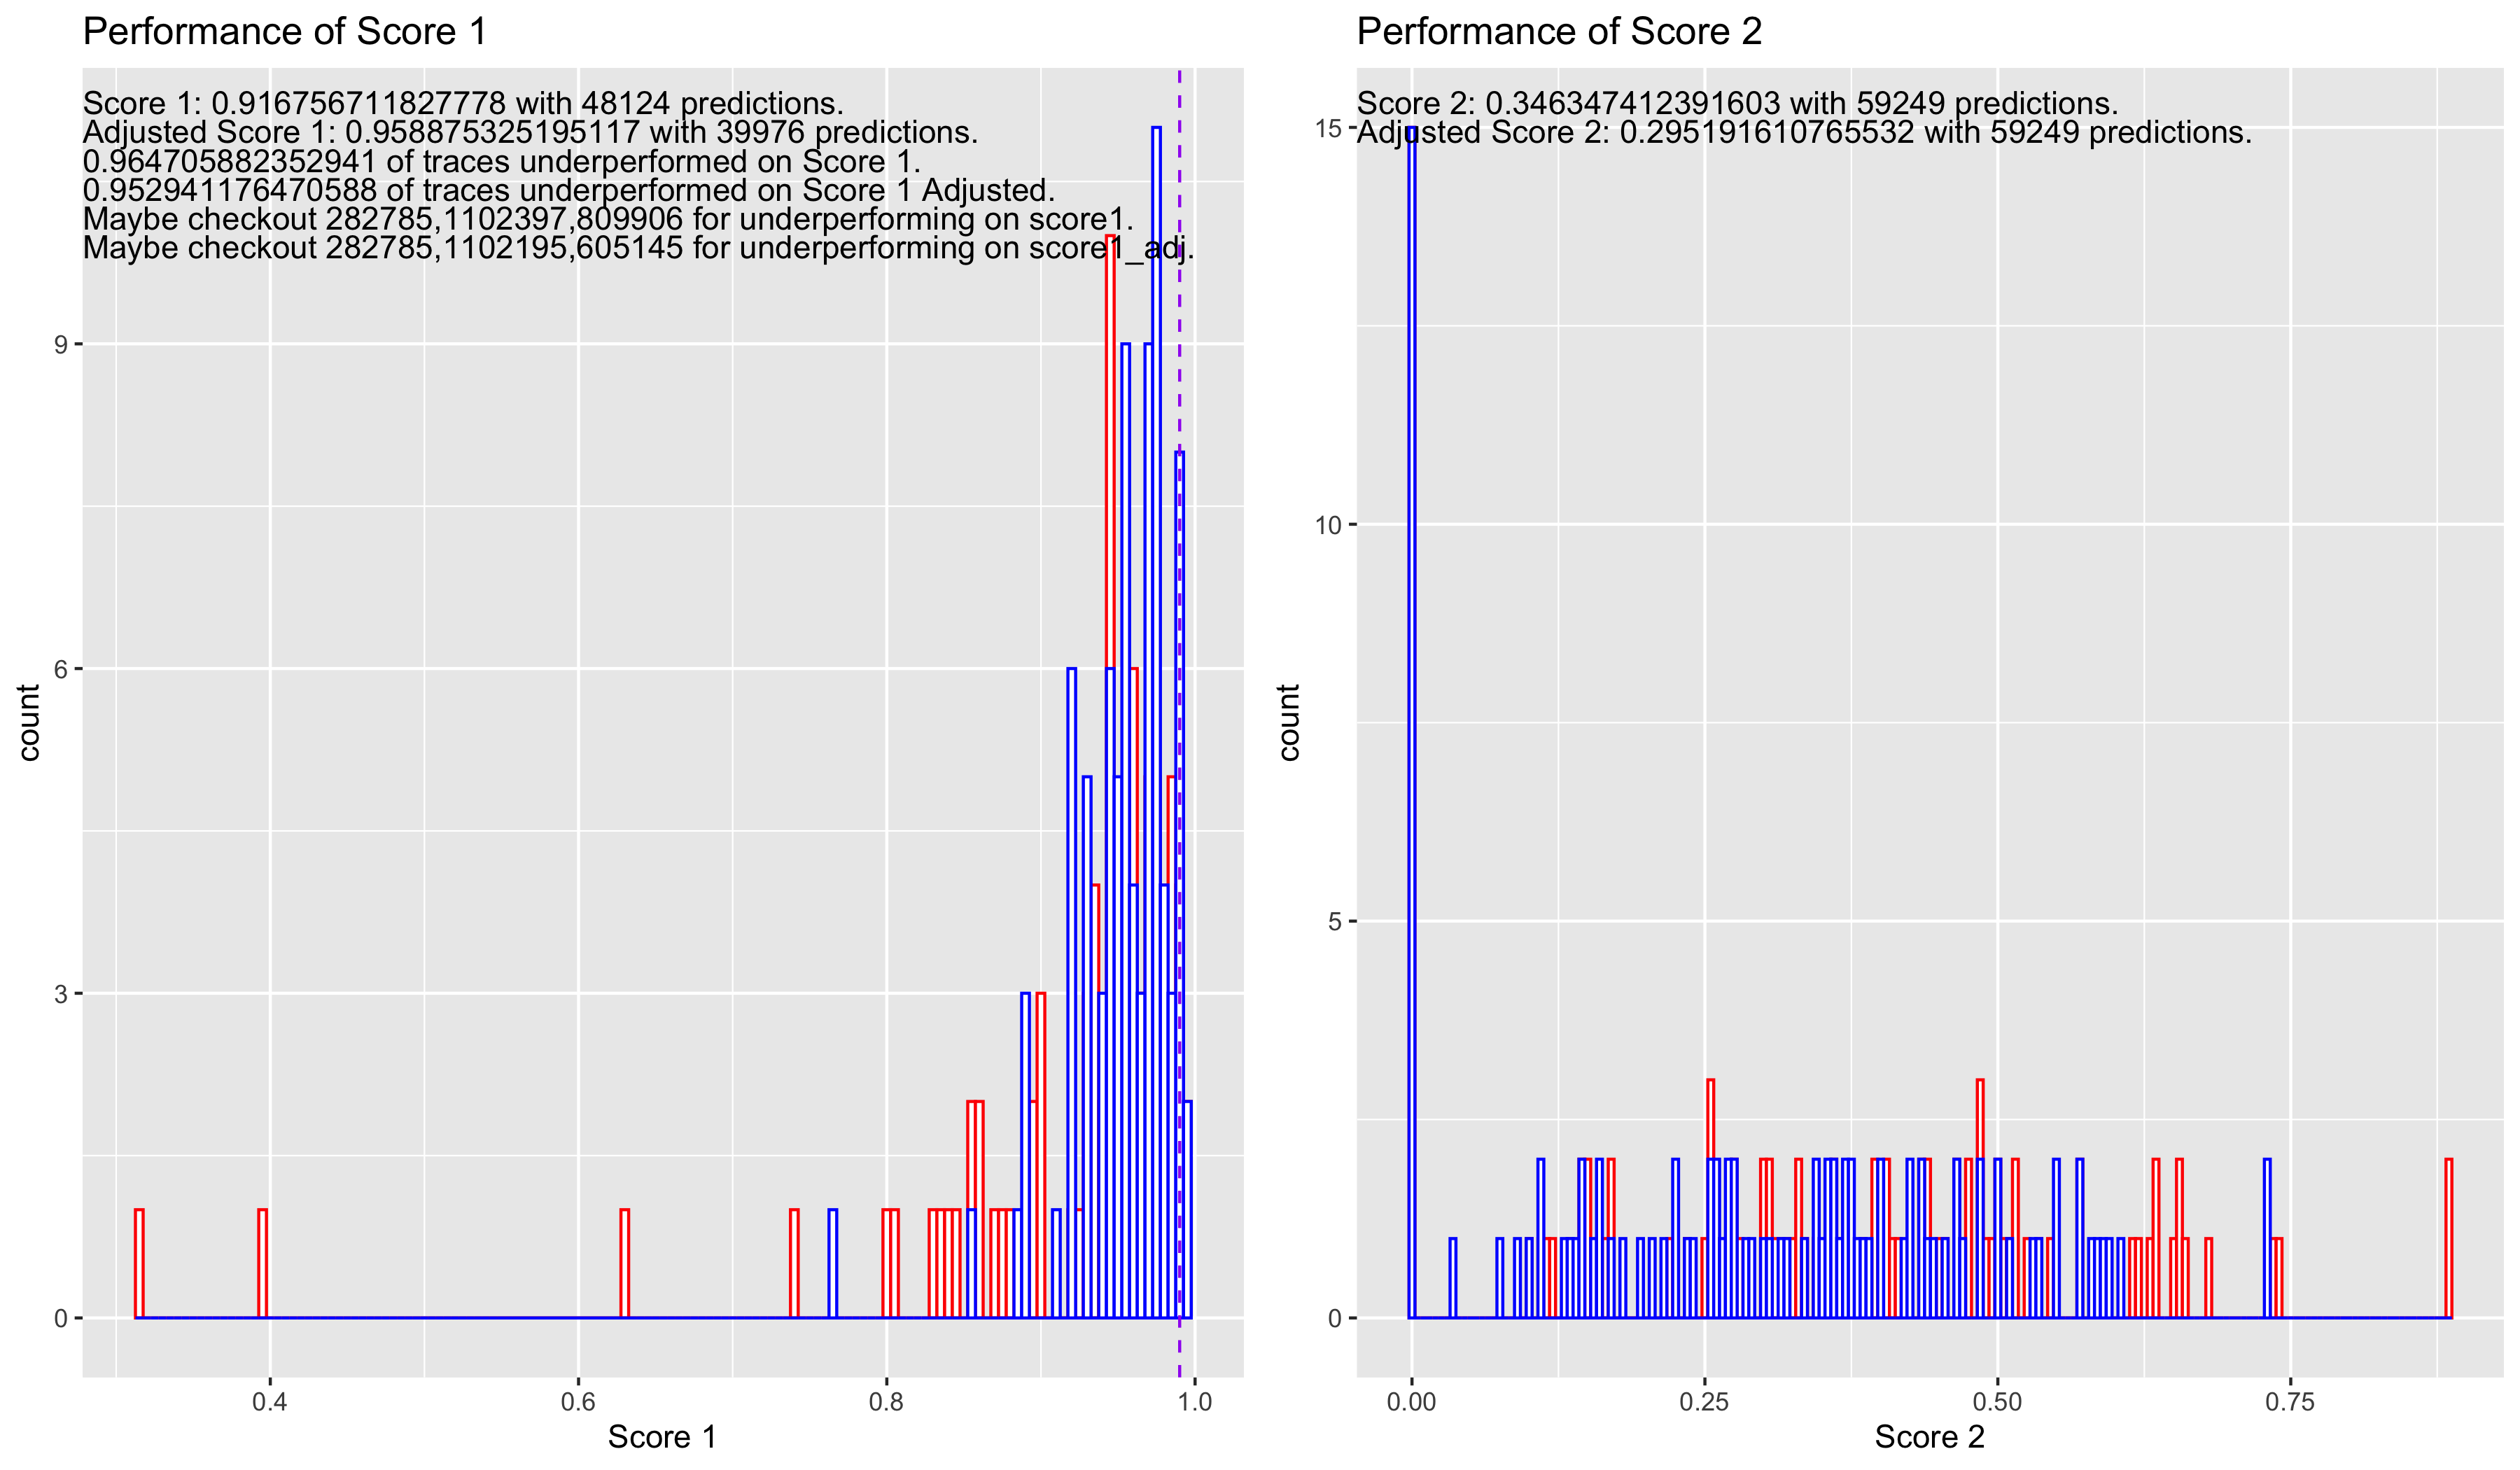 Performance of Score 1
Score 1: 0.916756711827778 with 48124 predictions.
Adjusted Score 1: 0.958875325195117 with 39976 predictions.
0.964705882352941 of traces underperformed on Score 1.
0.952941176470588 of traces underperformed on Score 1 Adjusted.
Maybe checkout 282785,1102397,809906 for underperforming on score1.
Maybe checkout 282785,1102195,605145 for underperforming on score1_adj.
9
6
3
0
count
0.4
0.6
0.8
1.0
Score 1
Performance of Score 2
Score 2: 0.346347412391603 with 59249 predictions.
Adjusted Score 2: 0.295191610765532 with 59249 predictions.
15
10
5
0
count
0.00
0.25
0.50
0.75
Score 2